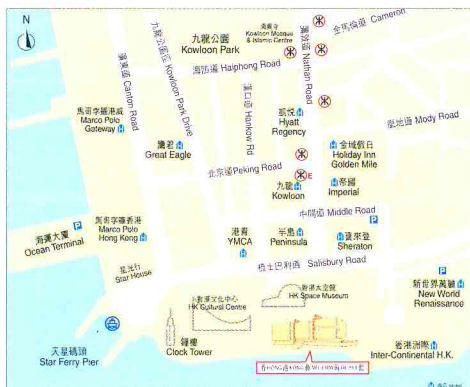 N
九龍公園
Kowloon Park
Kowloon Mosque
& Islamic Centre
金馬倫道 Cameron
海防道 Haiphong Road
廣東道 Canton Road
九龍公園徑 Kowloon Park Drive
漢口道 Hankow Rd
彌敦道 Nathan Road
麼地道 Mody Road
馬哥孛羅港威
Marco Polo
Gateway
鷹君
Great Eagle
凱悅
Hyatt
Regency
金域假日
Holiday Inn
Golden Mile
北京道Peking Road
E
九龍
Kowloon
帝國
Imperial
中間道 Middle Road
P
海運大廈
Ocean Terminal
馬哥孛羅香港
Marco Polo
Hong Kong
港青
YMCA
半島
Peninsula
喜來登
Sheraton
P
星光行
Star House
梳士巴利道 Salisbury Road
P
新世界萬麗
New World
Renaissance
香港文化中心
HK Cultural Centre
香港太空館
HK Space Museum
鐘樓
Clock Tower
天星碼頭
Star Ferry Pier
香港洲際
Inter-Continental H.K.